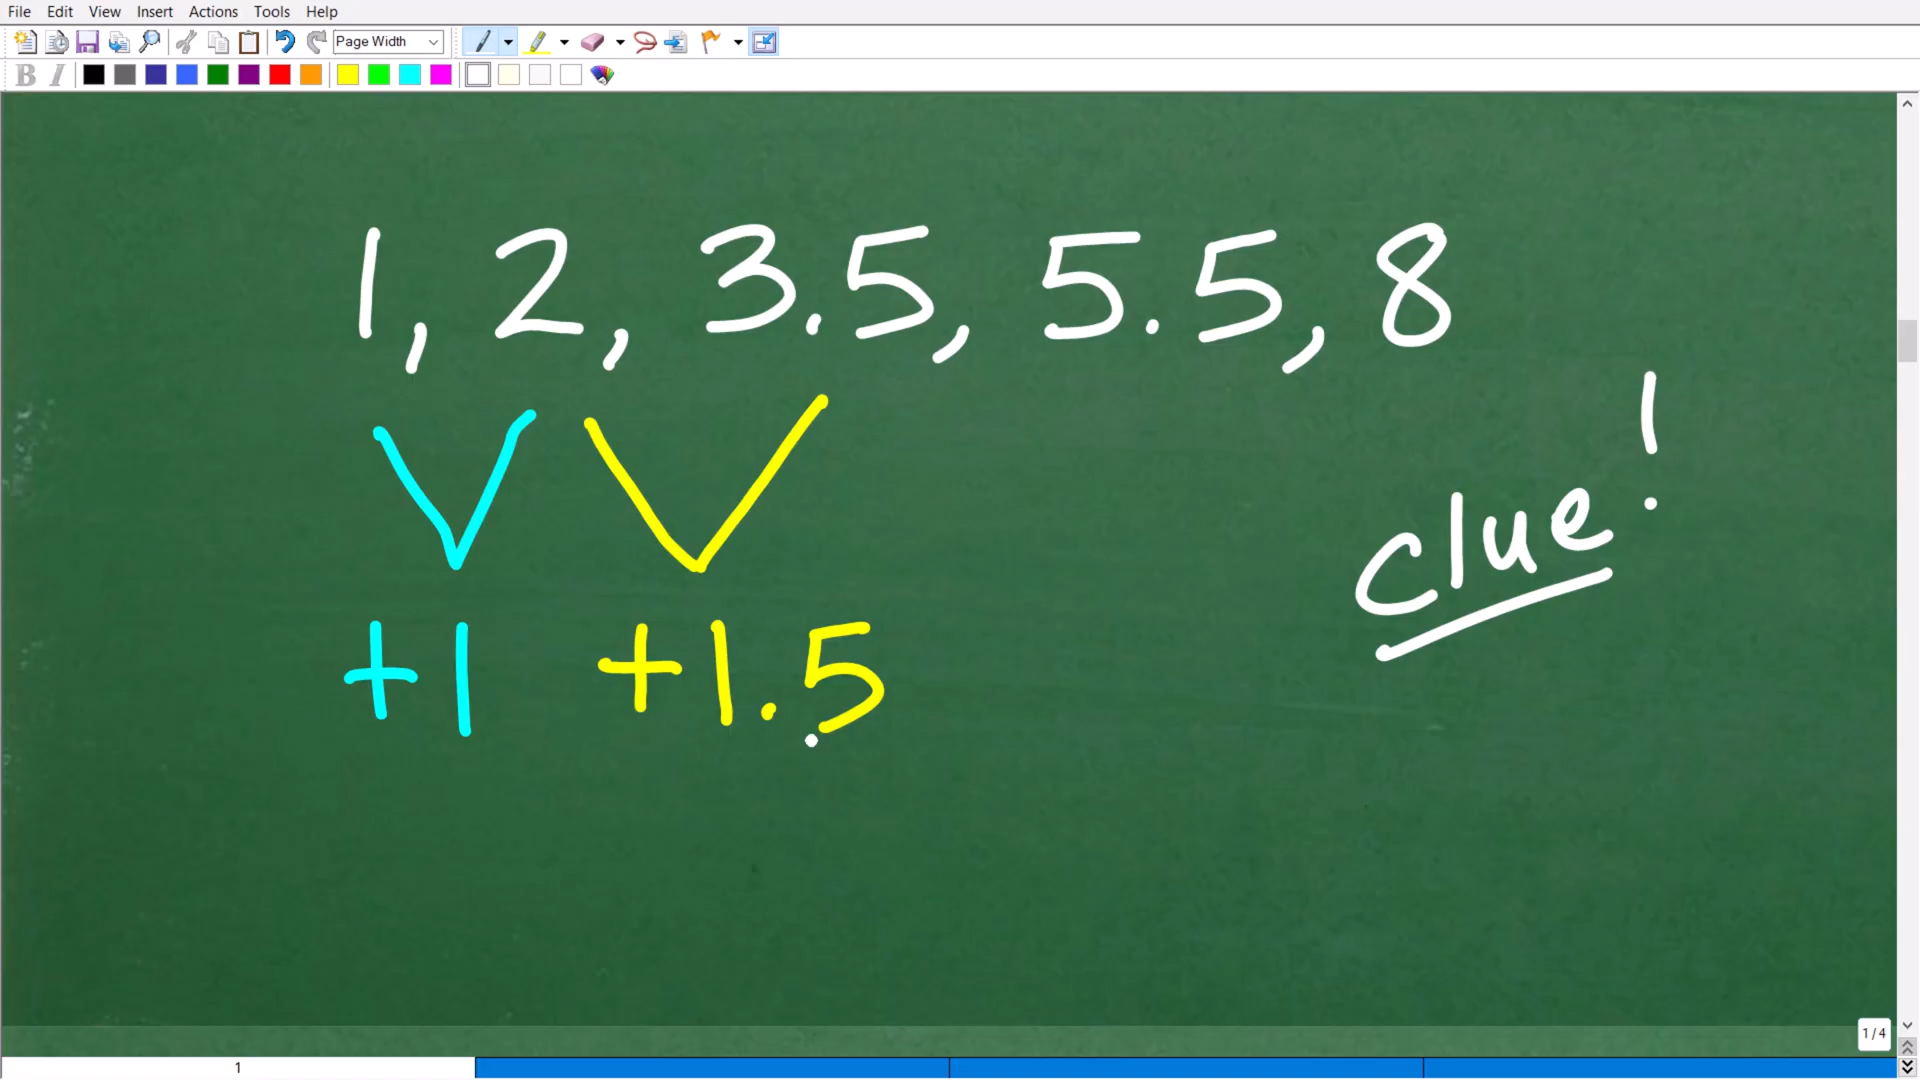 File Edit View Insert Actions Tools Help
Page Width
B I
1, 2, 3.5, 5.5, 8
clue!
+1 +1.5
1/4
1